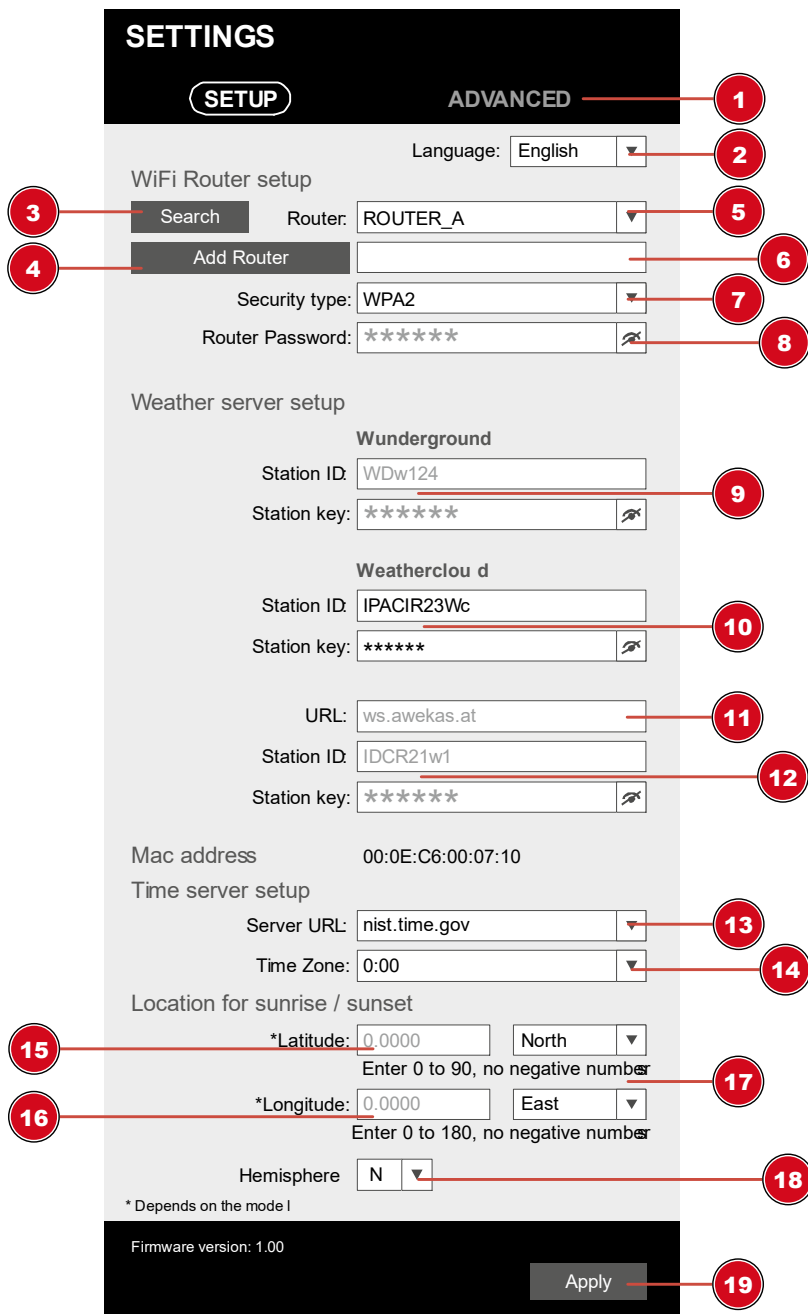 SETTINGS
SETUP ADVANCED 1
Language: English 2
WiFi Router setup
3 Search Router: ROUTER_A 5
4 Add Router 6
Security type: WPA2 7
Router Password: ****** 8
Weather server setup
Wunderground
Station ID: WDw124
9
Station key: ******
Weatherclou d
Station ID: IPACIR23Wc
10
Station key: ******
URL: ws.awekas.at 11
Station ID: IDCR21w1
12
Station key: ******
Mac address 00:0E:C6:00:07:10
Time server setup
Server URL: nist.time.gov 13
Time Zone: 0:00 14
Location for sunrise / sunset
15 *Latitude: 0.0000 North
Enter 0 to 90, no negative numbers 17
16 *Longitude: 0.0000 East
Enter 0 to 180, no negative numbers
Hemisphere N 18
* Depends on the mode l
Firmware version: 1.00
Apply 19